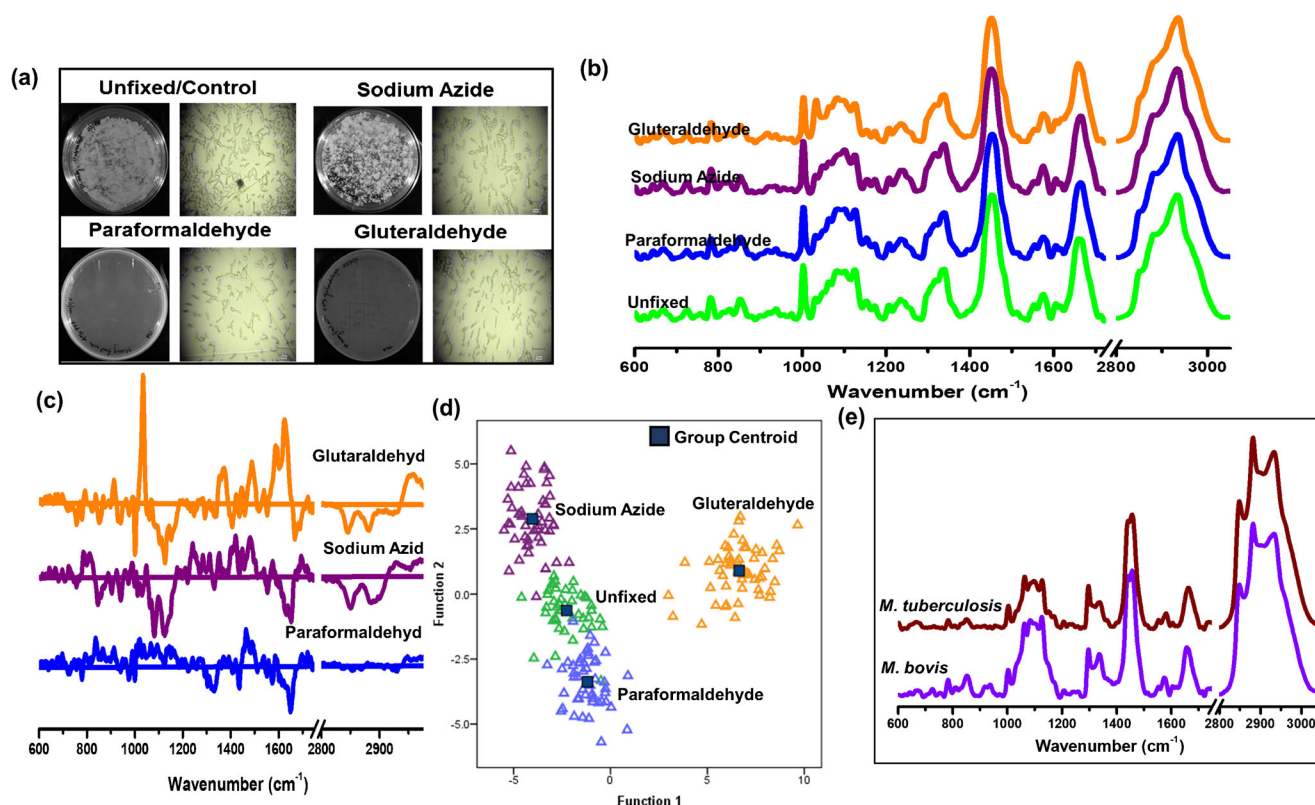 (a)
Unfixed/Control
Sodium Azide
Paraformaldehyde
Gluteraldehyde
(b)
Gluteraldehyde
Sodium Azide
Paraformaldehyde
Unfixed
600
1000
1200
1400
1600
2800
3000
Wavenumber (cm-1)
(c)
Glutaraldehyd
Sodium Azid
Paraformaldehyd
600
1000
1200
1400
1600
2800
2900
Wavenumber (cm-1)
(d)
Group Centroid
Sodium Azide
Gluteraldehyde
Unfixed
Paraformaldehyde
Function 2
5.0
2.5
0.0
-2.5
-5.0
-5
0
5
10
Function 1
(e)
M. tuberculosis
M. bovis
600
800
1000
1200
1400
1600
2800
2900
3000
Wavenumber (cm-1)